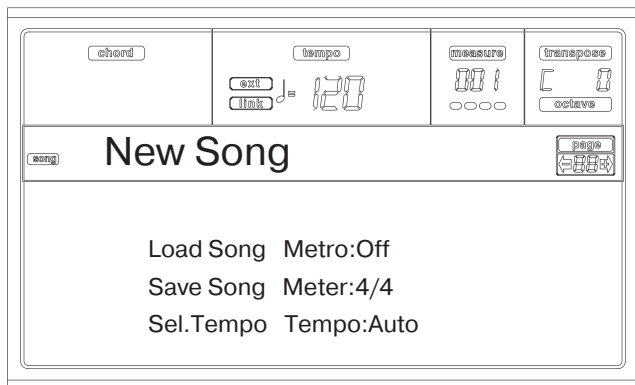 chord tempo measure transpose
ext
link
♩= 120 001 C 0
octave
song New Song page
88
Load Song Metro:Off
Save Song Meter:4/4
Sel.Tempo Tempo:Auto